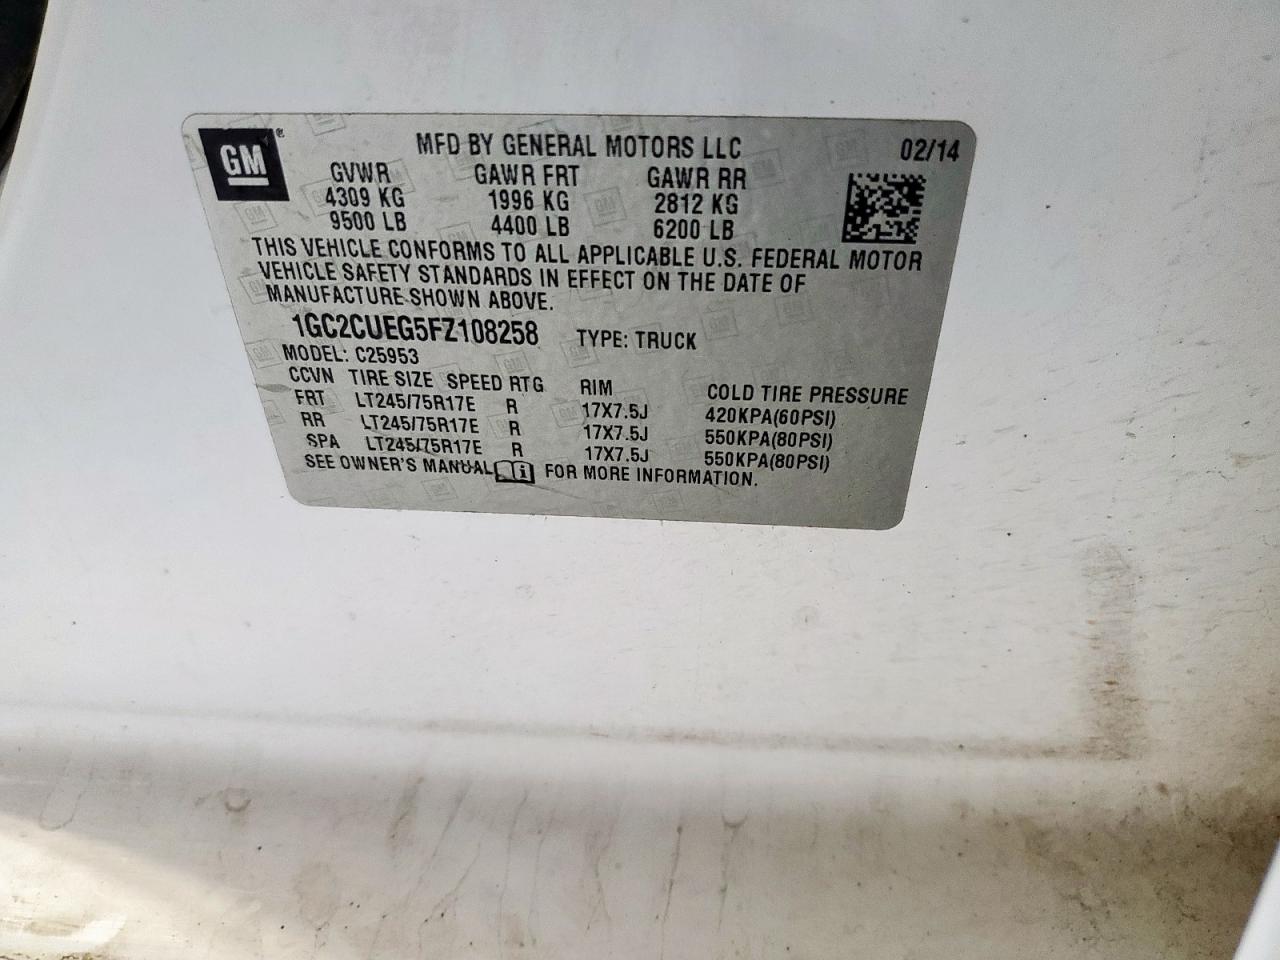 GM ®
MFD BY GENERAL MOTORS LLC 02/14
GVWR GAWR FRT GAWR RR
4309 KG 1996 KG 2812 KG
9500 LB 4400 LB 6200 LB
THIS VEHICLE CONFORMS TO ALL APPLICABLE U.S. FEDERAL MOTOR
VEHICLE SAFETY STANDARDS IN EFFECT ON THE DATE OF
MANUFACTURE SHOWN ABOVE.
1GC2CUEG5FZ108258 TYPE: TRUCK
MODEL: C25953
CCVN TIRE SIZE SPEED RTG RIM COLD TIRE PRESSURE
FRT LT245/75R17E R 17X7.5J 420KPA(60PSI)
RR LT245/75R17E R 17X7.5J 550KPA(80PSI)
SPA LT245/75R17E R 17X7.5J 550KPA(80PSI)
SEE OWNER'S MANUAL i FOR MORE INFORMATION.